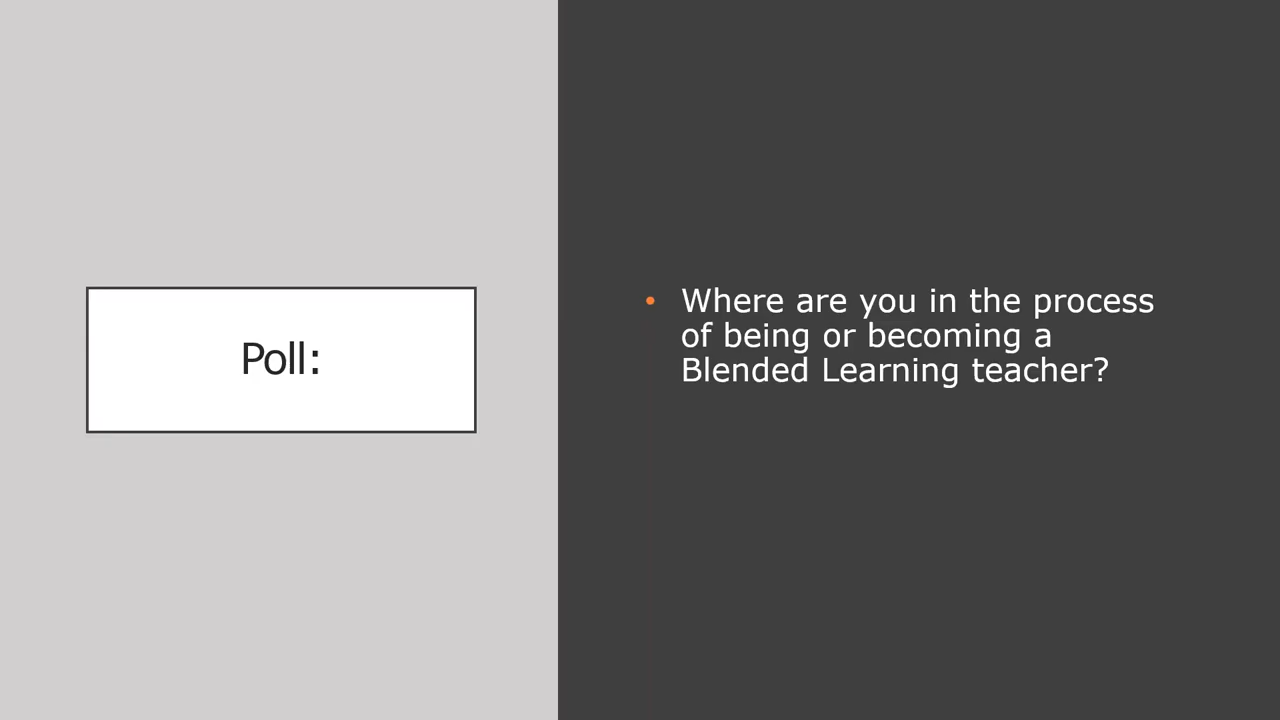 Poll:
• Where are you in the process
of being or becoming a
Blended Learning teacher?